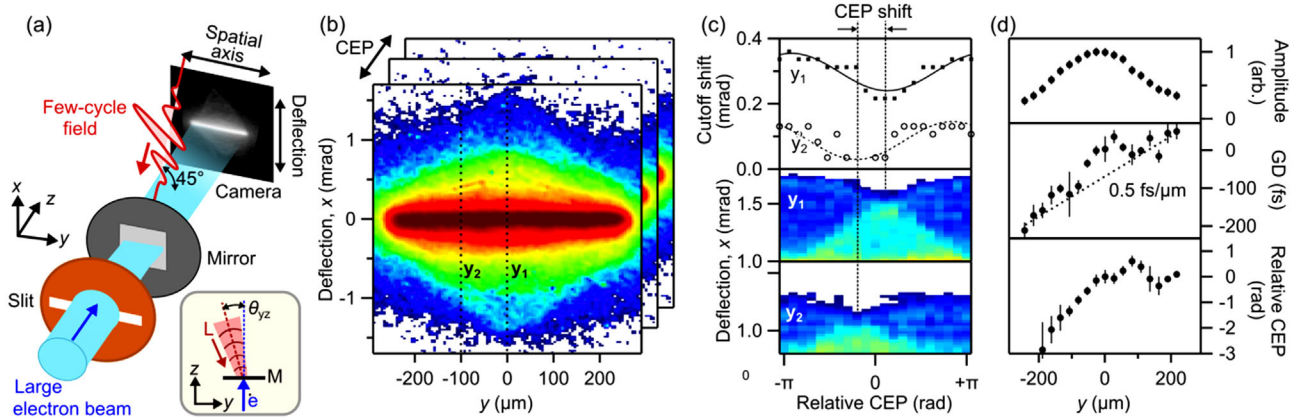 (a)
Spatial
axis
Few-cycle
field
Deflection
45°
Camera
x
z
y
Mirror
Slit
Large
electron beam
θyz
L
M
z
y
e
(b)
CEP
Deflection, x (mrad)
1
0
-1
y2
y1
-200
-100
0
100
200
y (μm)
(c)
CEP shift
Cutoff shift
(mrad)
0.4
0.2
0.0
y1
y2
Deflection, x (mrad)
y1
1.5
1.0
y2
1.0
0
-π
0
+π
Relative CEP (rad)
(d)
1
0
Amplitude
(arb.)
0
-100
-200
GD (fs)
0.5 fs/μm
1
0
-1
-2
-3
Relative CEP
(rad)
-200
0
200
y (μm)